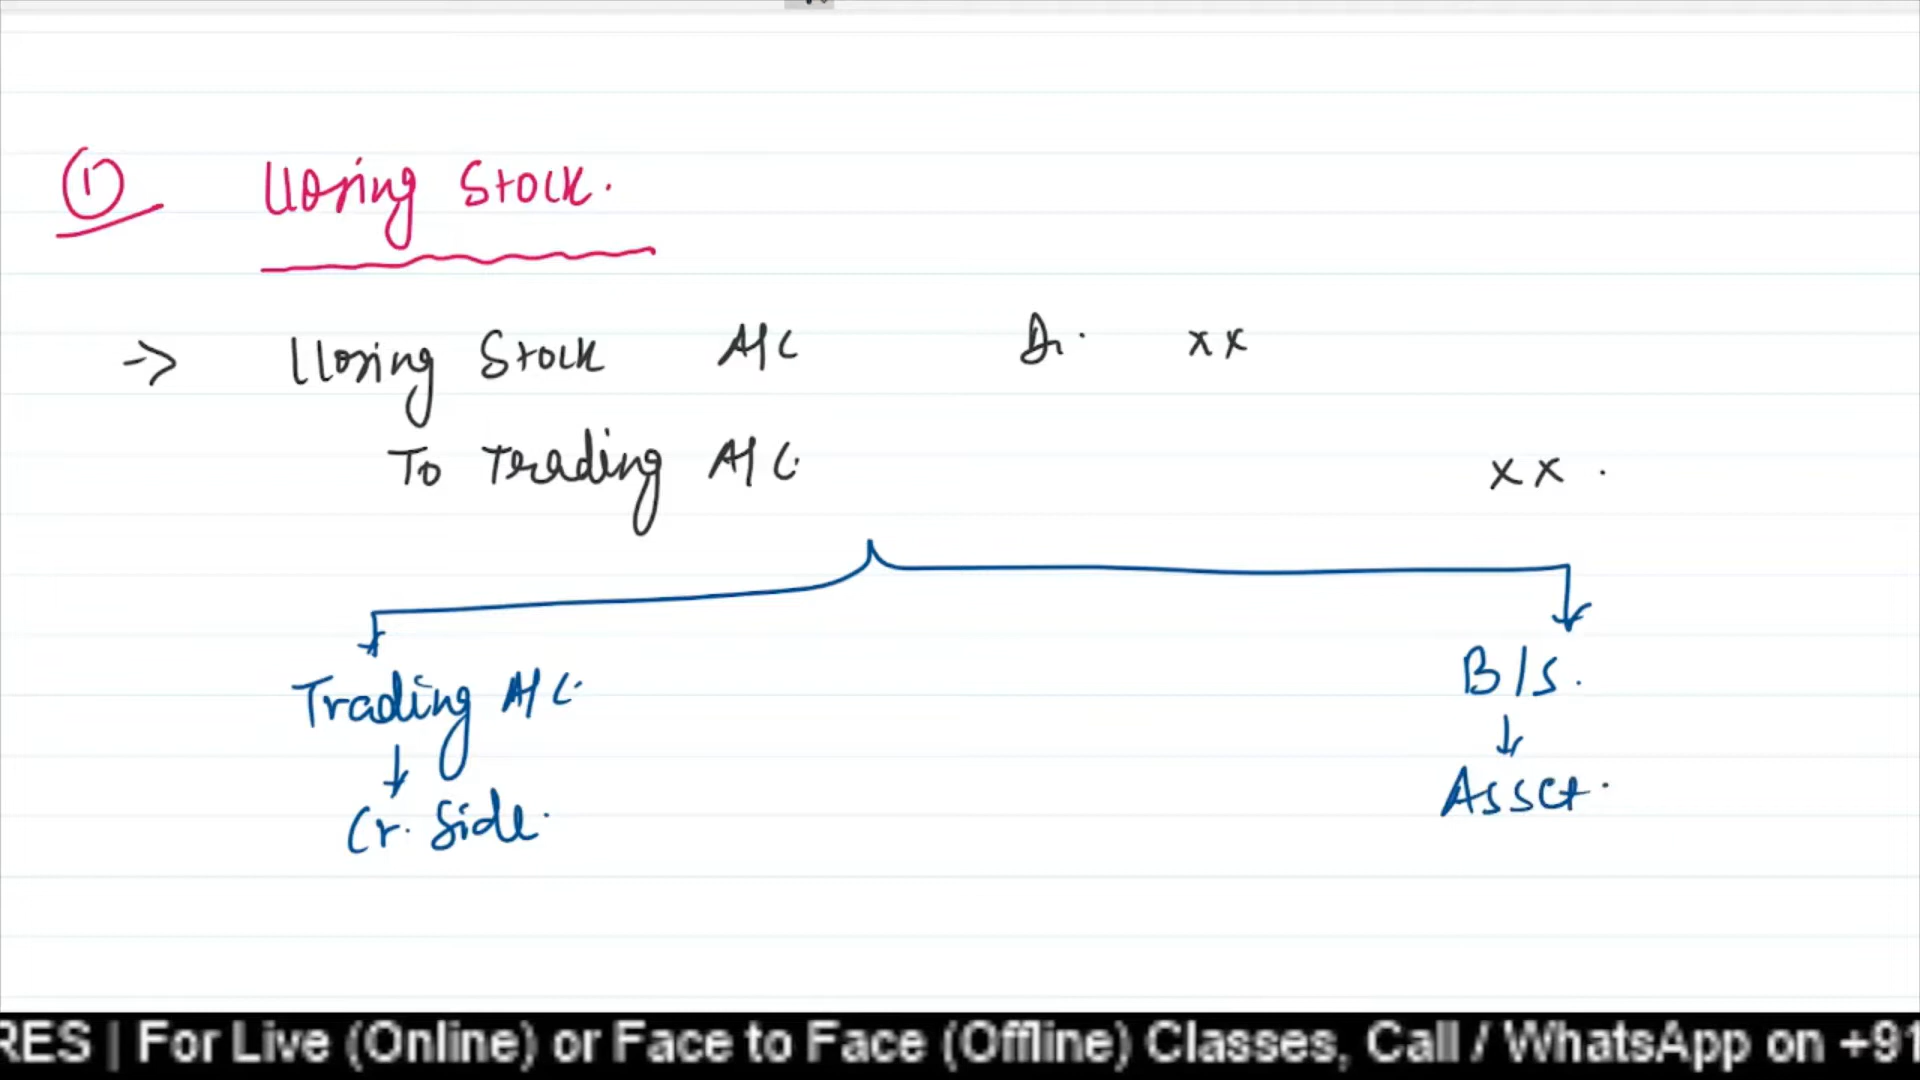 ① Closing Stock.
-> Closing Stock A/C Dr. xx
To Trading A/C. xx.
Trading A/C. B/S.
Cr. Side. Asset.
RES | For Live (Online) or Face to Face (Offline) Classes, Call / WhatsApp on +91